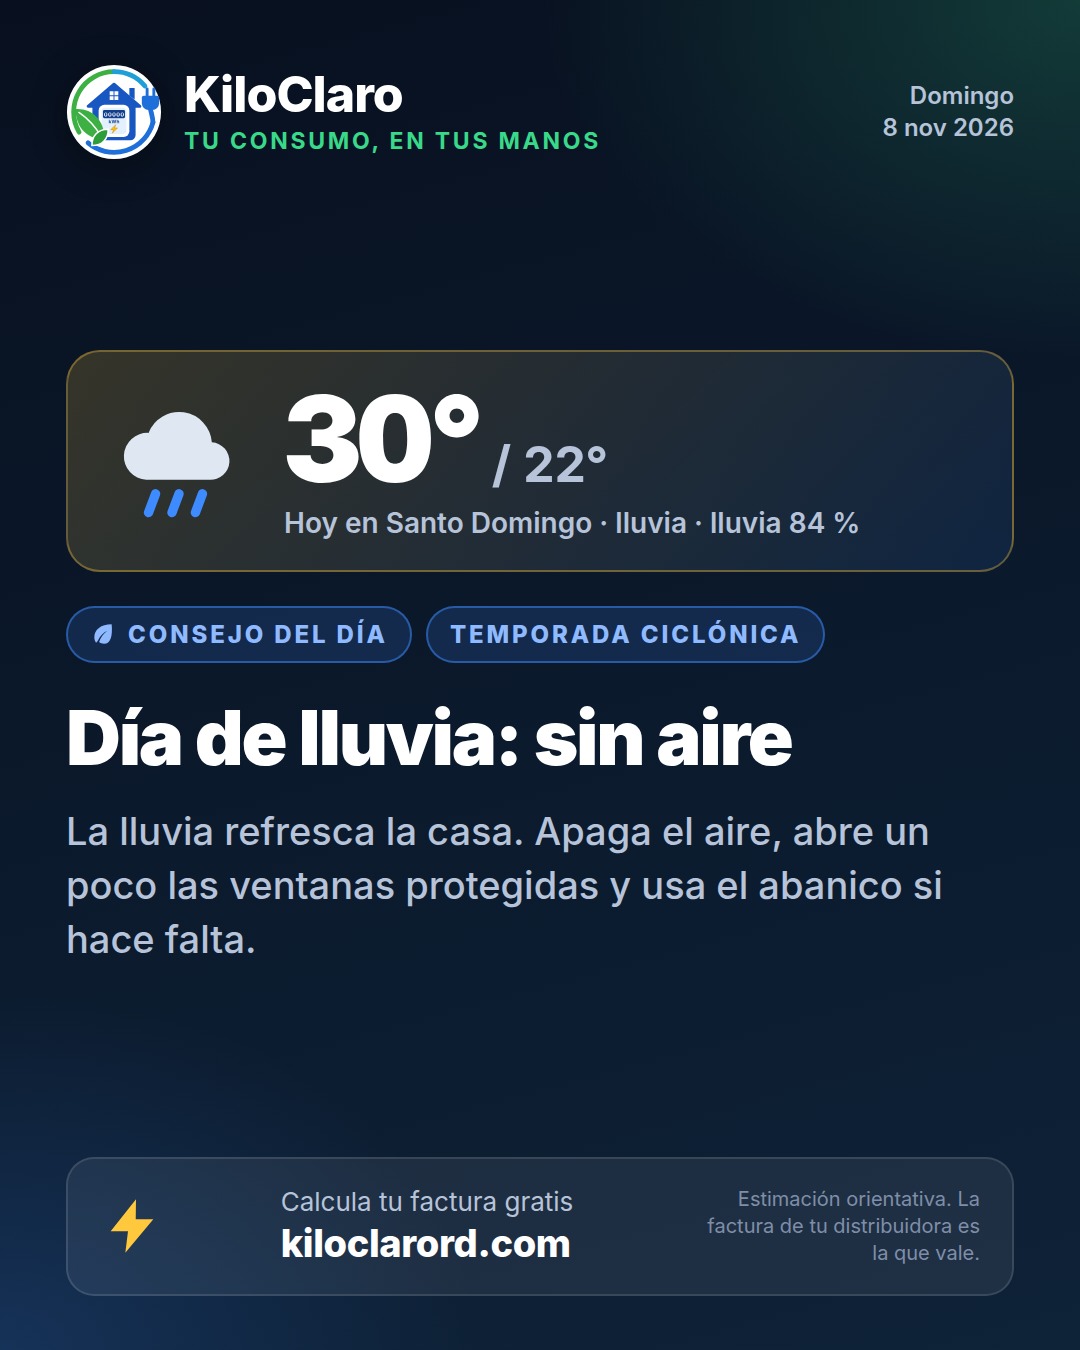 KiloClaro
TU CONSUMO, EN TUS MANOS
Domingo
8 nov 2026
00000
kWh
30° / 22°
Hoy en Santo Domingo · lluvia · lluvia 84 %
CONSEJO DEL DÍA
TEMPORADA CICLÓNICA
Día de lluvia: sin aire
La lluvia refresca la casa. Apaga el aire, abre un
poco las ventanas protegidas y usa el abanico si
hace falta.
Calcula tu factura gratis
kiloclarord.com
Estimación orientativa. La
factura de tu distribuidora es
la que vale.